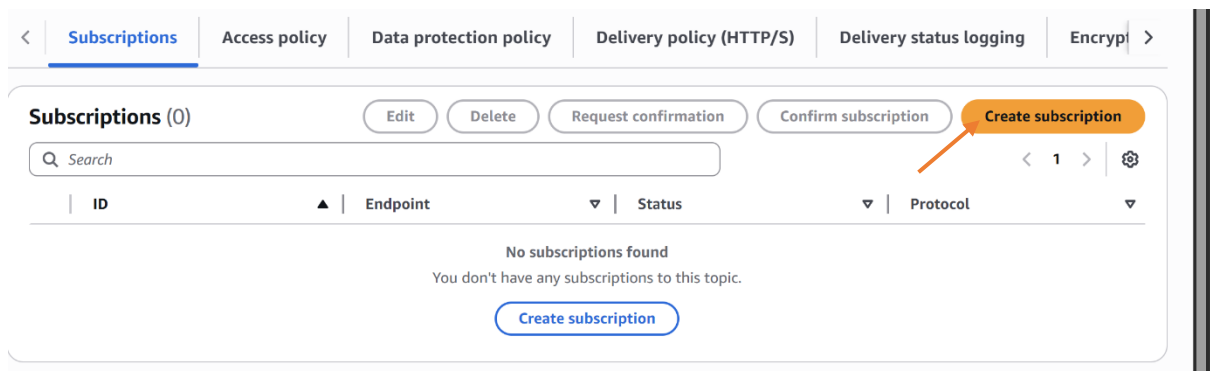 Subscriptions Access policy Data protection policy Delivery policy (HTTP/S) Delivery status logging Encrypt
Subscriptions (0) Edit Delete Request confirmation Confirm subscription Create subscription
Search 1
ID Endpoint Status Protocol
No subscriptions found
You don't have any subscriptions to this topic.
Create subscription